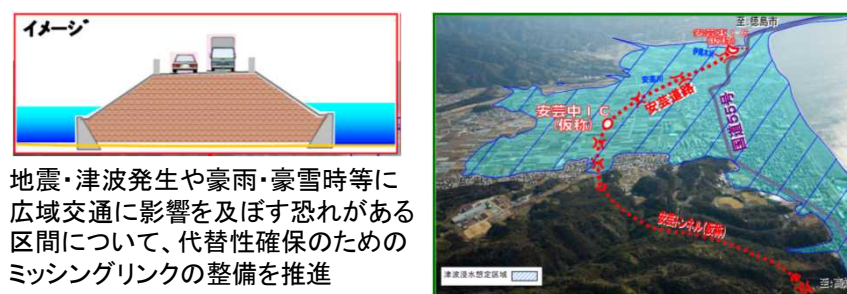 イメージ
地震・津波発生や豪雨・豪雪時等に
広域交通に影響を及ぼす恐れがある
区間について、代替性確保のための
ミッシングリンクの整備を推進
至:徳島市
安芸道路
安芸中IC
(仮称)
国道55号
安芸トンネル(仮称)
津波浸水想定区域